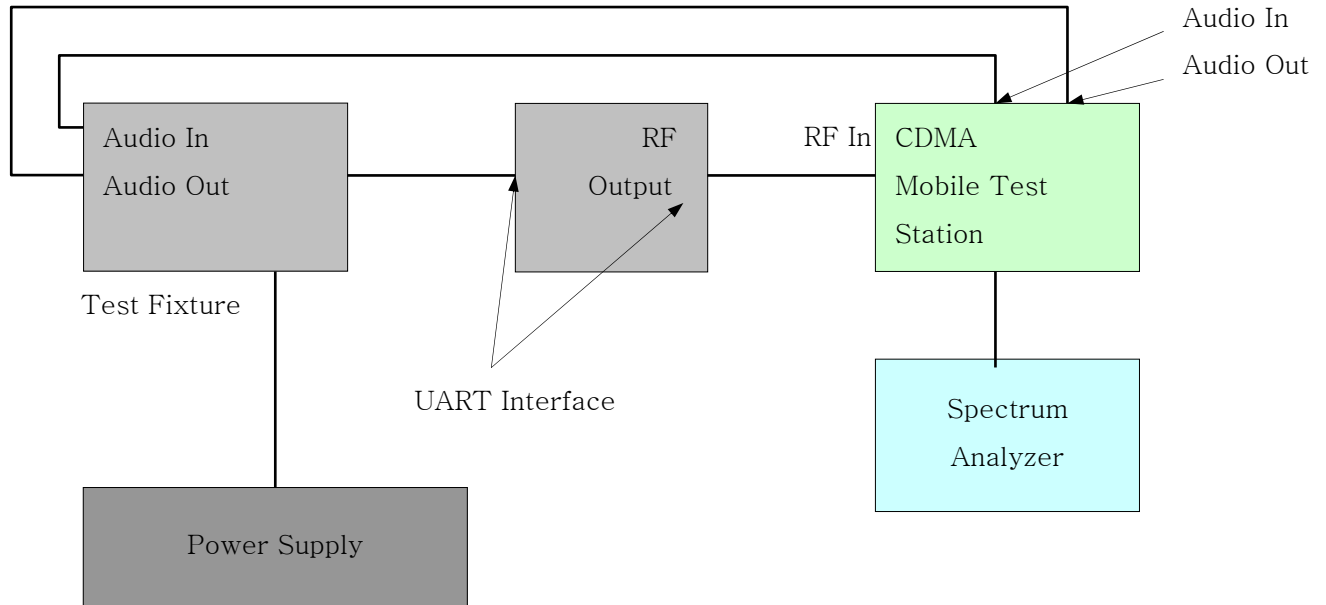 Audio In
Audio Out
Audio In
Audio Out
RF
Output
RF In
CDMA
Mobile Test
Station
Test Fixture
UART Interface
Spectrum
Analyzer
Power Supply